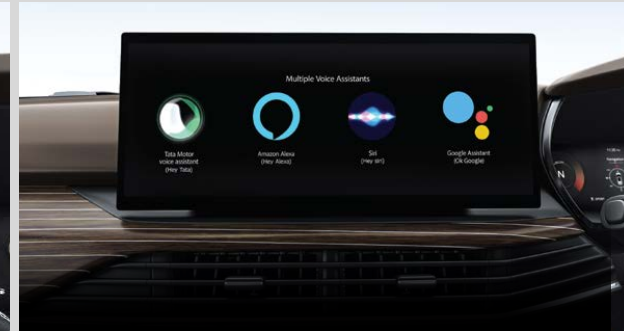 Multiple Voice Assistants
Tata Motor
voice assistant
(Hey Tata)
Amazon Alexa
(Hey Alexa)
Siri
(Hey siri)
Google Assistant
(Ok Google)
N